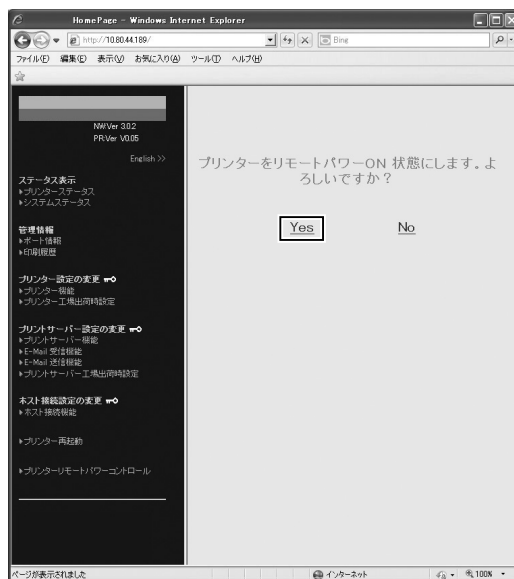 HomePage - Windows Internet Explorer
http://10.80.44.189/
Bing
ファイル(F) 編集(E) 表示(V) お気に入り(A) ツール(T) ヘルプ(H)
NW:Ver 3.0.2
PR:Ver V0.05
English >>
ステータス表示
プリンターステータス
システムステータス
管理情報
ポート情報
印刷履歴
プリンター設定の変更
プリンター機能
プリンター工場出荷時設定
プリントサーバー設定の変更
プリントサーバー機能
E-Mail 受信機能
E-Mail 送信機能
プリントサーバー工場出荷時設定
ホスト接続設定の変更
ホスト接続機能
プリンター再起動
プリンターリモートパワーコントロール
プリンターをリモートパワーON 状態にします。よ
ろしいですか？
Yes No
ページが表示されました
インターネット
100%